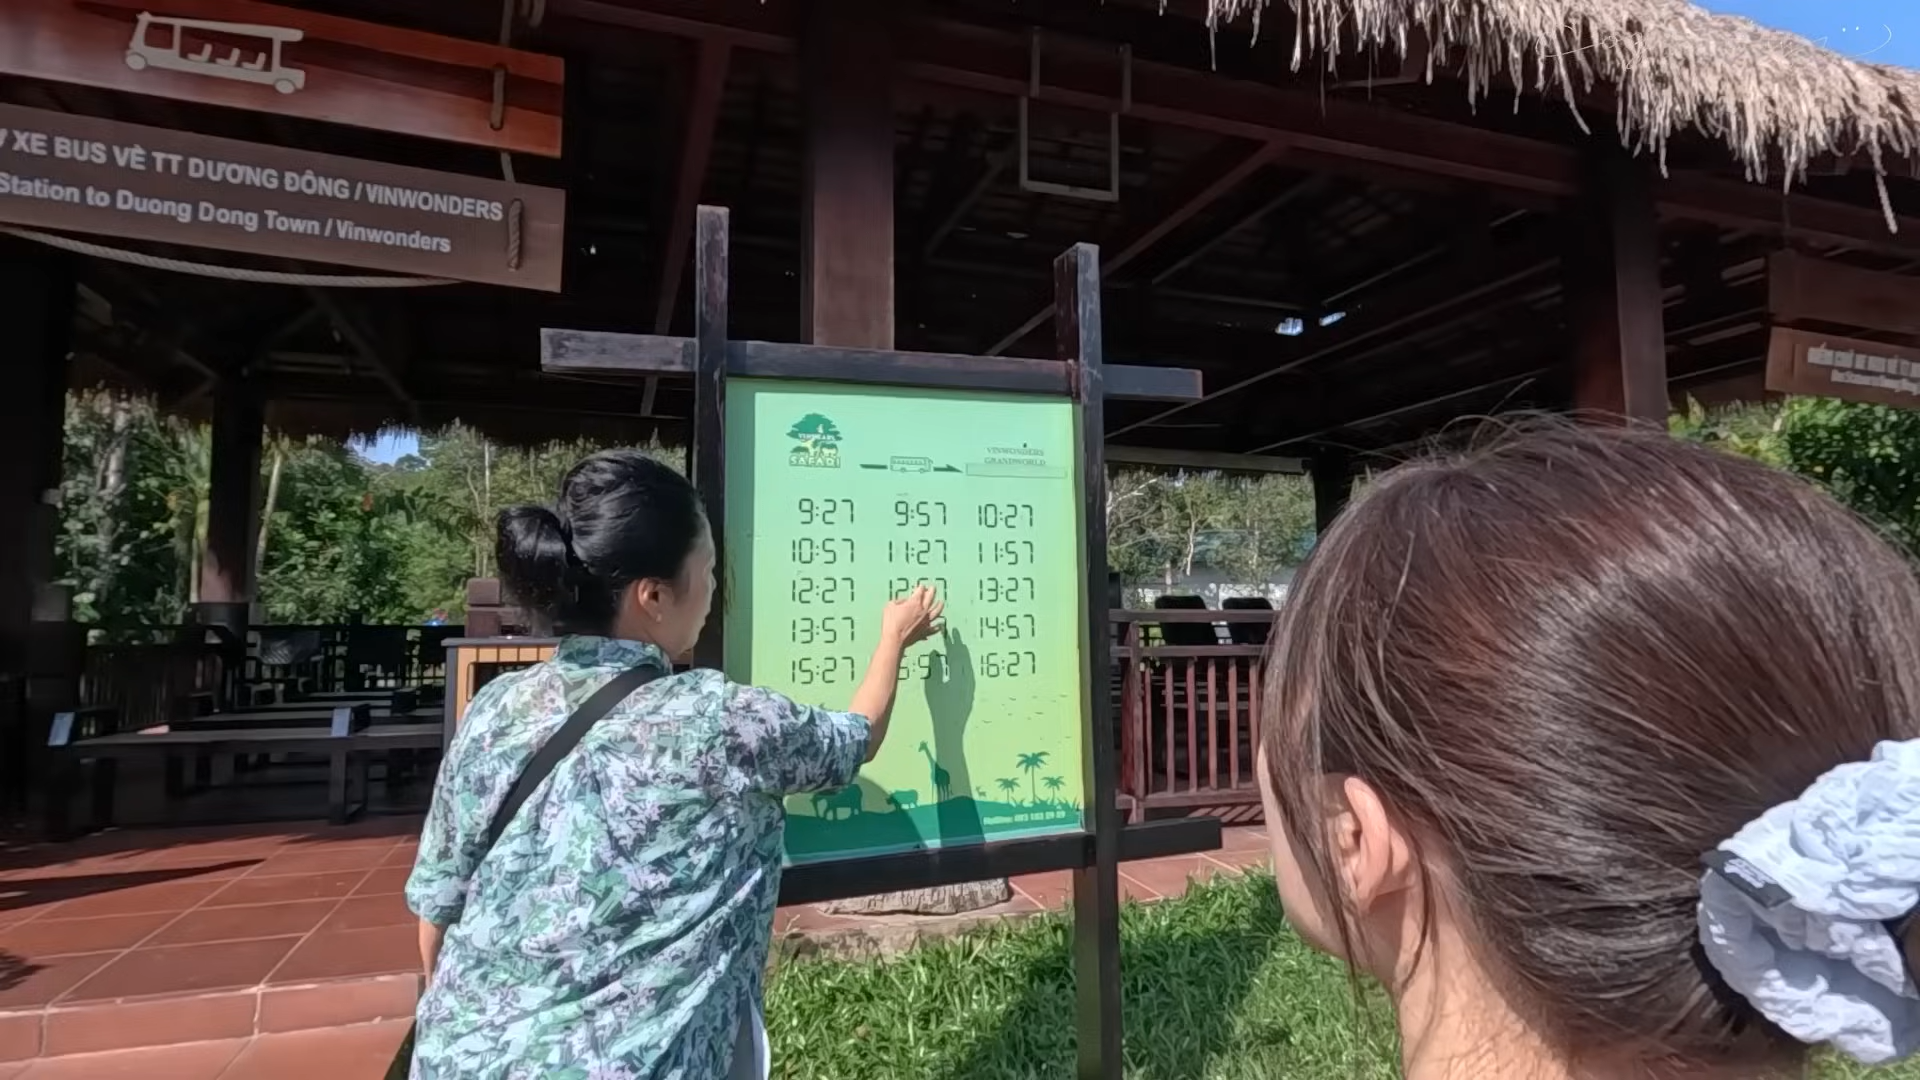 XE BUS VỀ TT DƯƠNG ĐÔNG / VINWONDERS
Station to Duong Dong Town / Vinwonders
SAFARI
VINWONDERS
GRANDWORLD
9:27 9:57 10:27
10:57 11:27 11:57
12:27 12:57 13:27
13:57 14:57
15:27 16:27